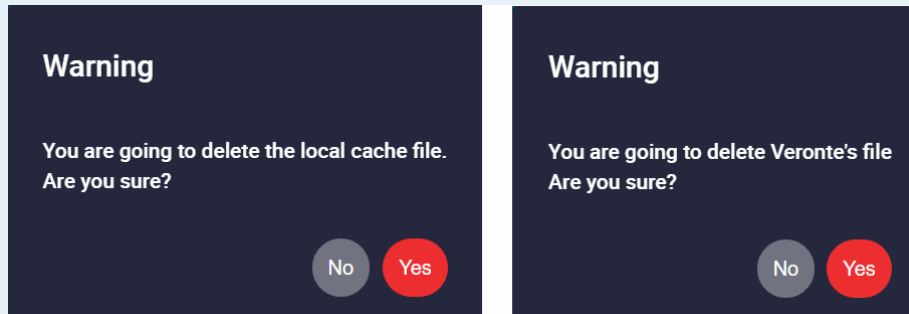 Warning
You are going to delete the local cache file.
Are you sure?
No
Yes
Warning
You are going to delete Veronte's file
Are you sure?
No
Yes